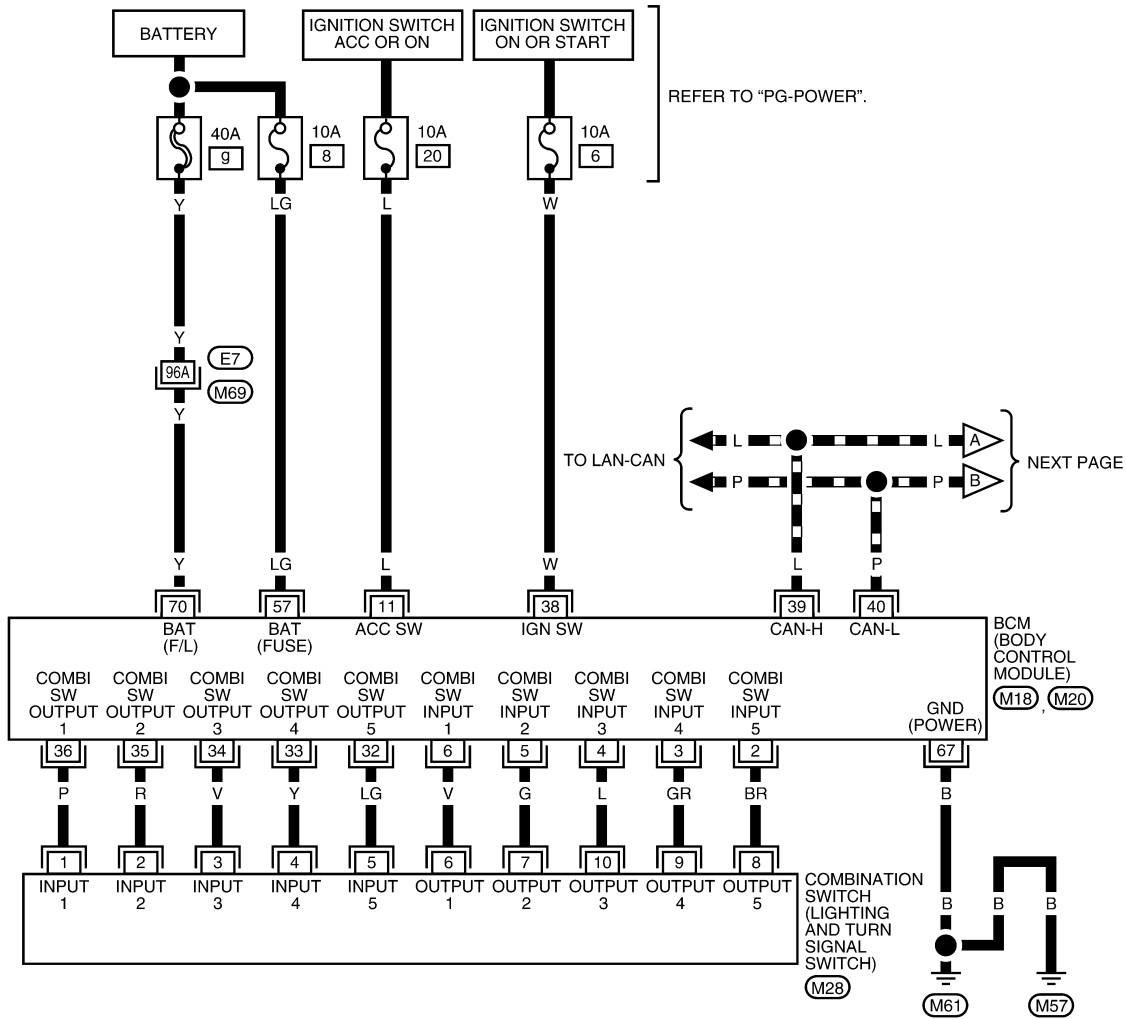 BATTERY
IGNITION SWITCH
ACC OR ON
IGNITION SWITCH
ON OR START
REFER TO “PG-POWER”.
40A
g
10A
8
10A
20
10A
6
Y
LG
L
W
Y
96A
E7
M69
Y
TO LAN-CAN
L
L
A
P
P
B
NEXT PAGE
Y
LG
L
W
L
P
70
57
11
38
39
40
BAT
(F/L)
BAT
(FUSE)
ACC SW
IGN SW
CAN-H
CAN-L
BCM
(BODY
CONTROL
MODULE)
M18 , M20
COMBI
SW
OUTPUT
1
COMBI
SW
OUTPUT
2
COMBI
SW
OUTPUT
3
COMBI
SW
OUTPUT
4
COMBI
SW
OUTPUT
5
COMBI
SW
INPUT
1
COMBI
SW
INPUT
2
COMBI
SW
INPUT
3
COMBI
SW
INPUT
4
COMBI
SW
INPUT
5
GND
(POWER)
36
35
34
33
32
6
5
4
3
2
67
P
R
V
Y
LG
V
G
L
GR
BR
B
1
2
3
4
5
6
7
10
9
8
INPUT
1
INPUT
2
INPUT
3
INPUT
4
INPUT
5
OUTPUT
1
OUTPUT
2
OUTPUT
3
OUTPUT
4
OUTPUT
5
COMBINATION
SWITCH
(LIGHTING
AND TURN
SIGNAL
SWITCH)
M28
B
B
B
M61
M57